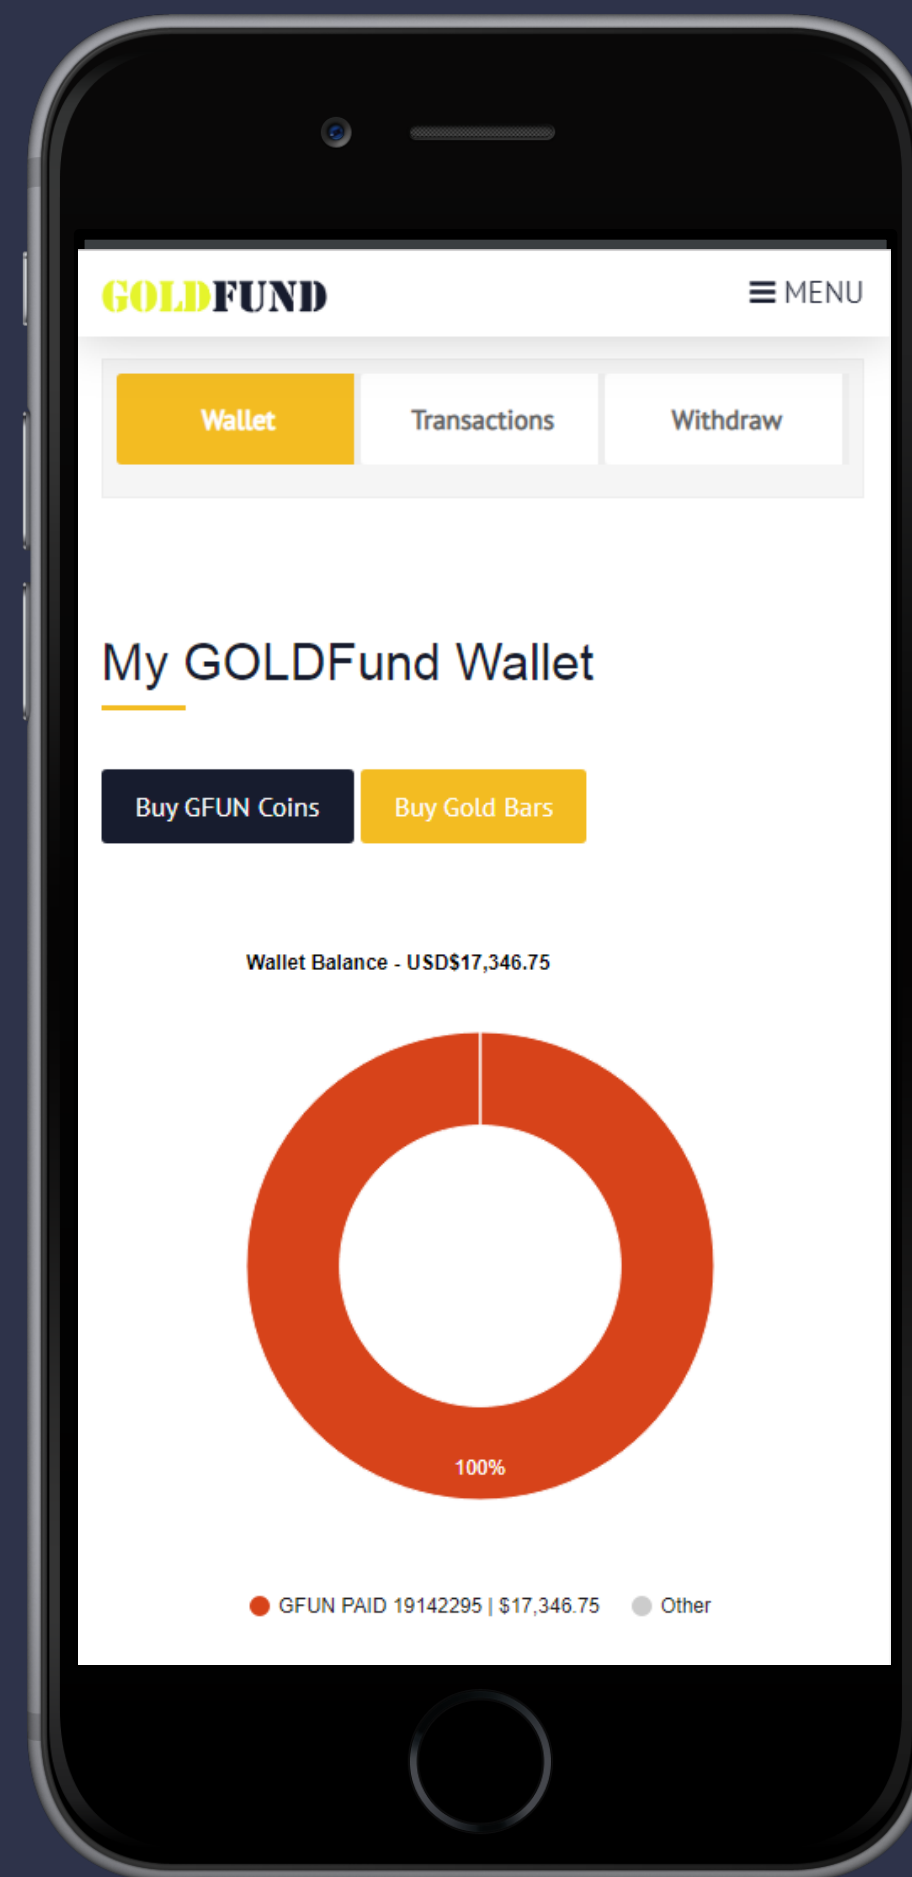 GOLDFUND
MENU
Wallet Transactions Withdraw
My GOLDFund Wallet
Buy GFUN Coins Buy Gold Bars
Wallet Balance - USD$17,346.75
100%
GFUN PAID 19142295 | $17,346.75 Other